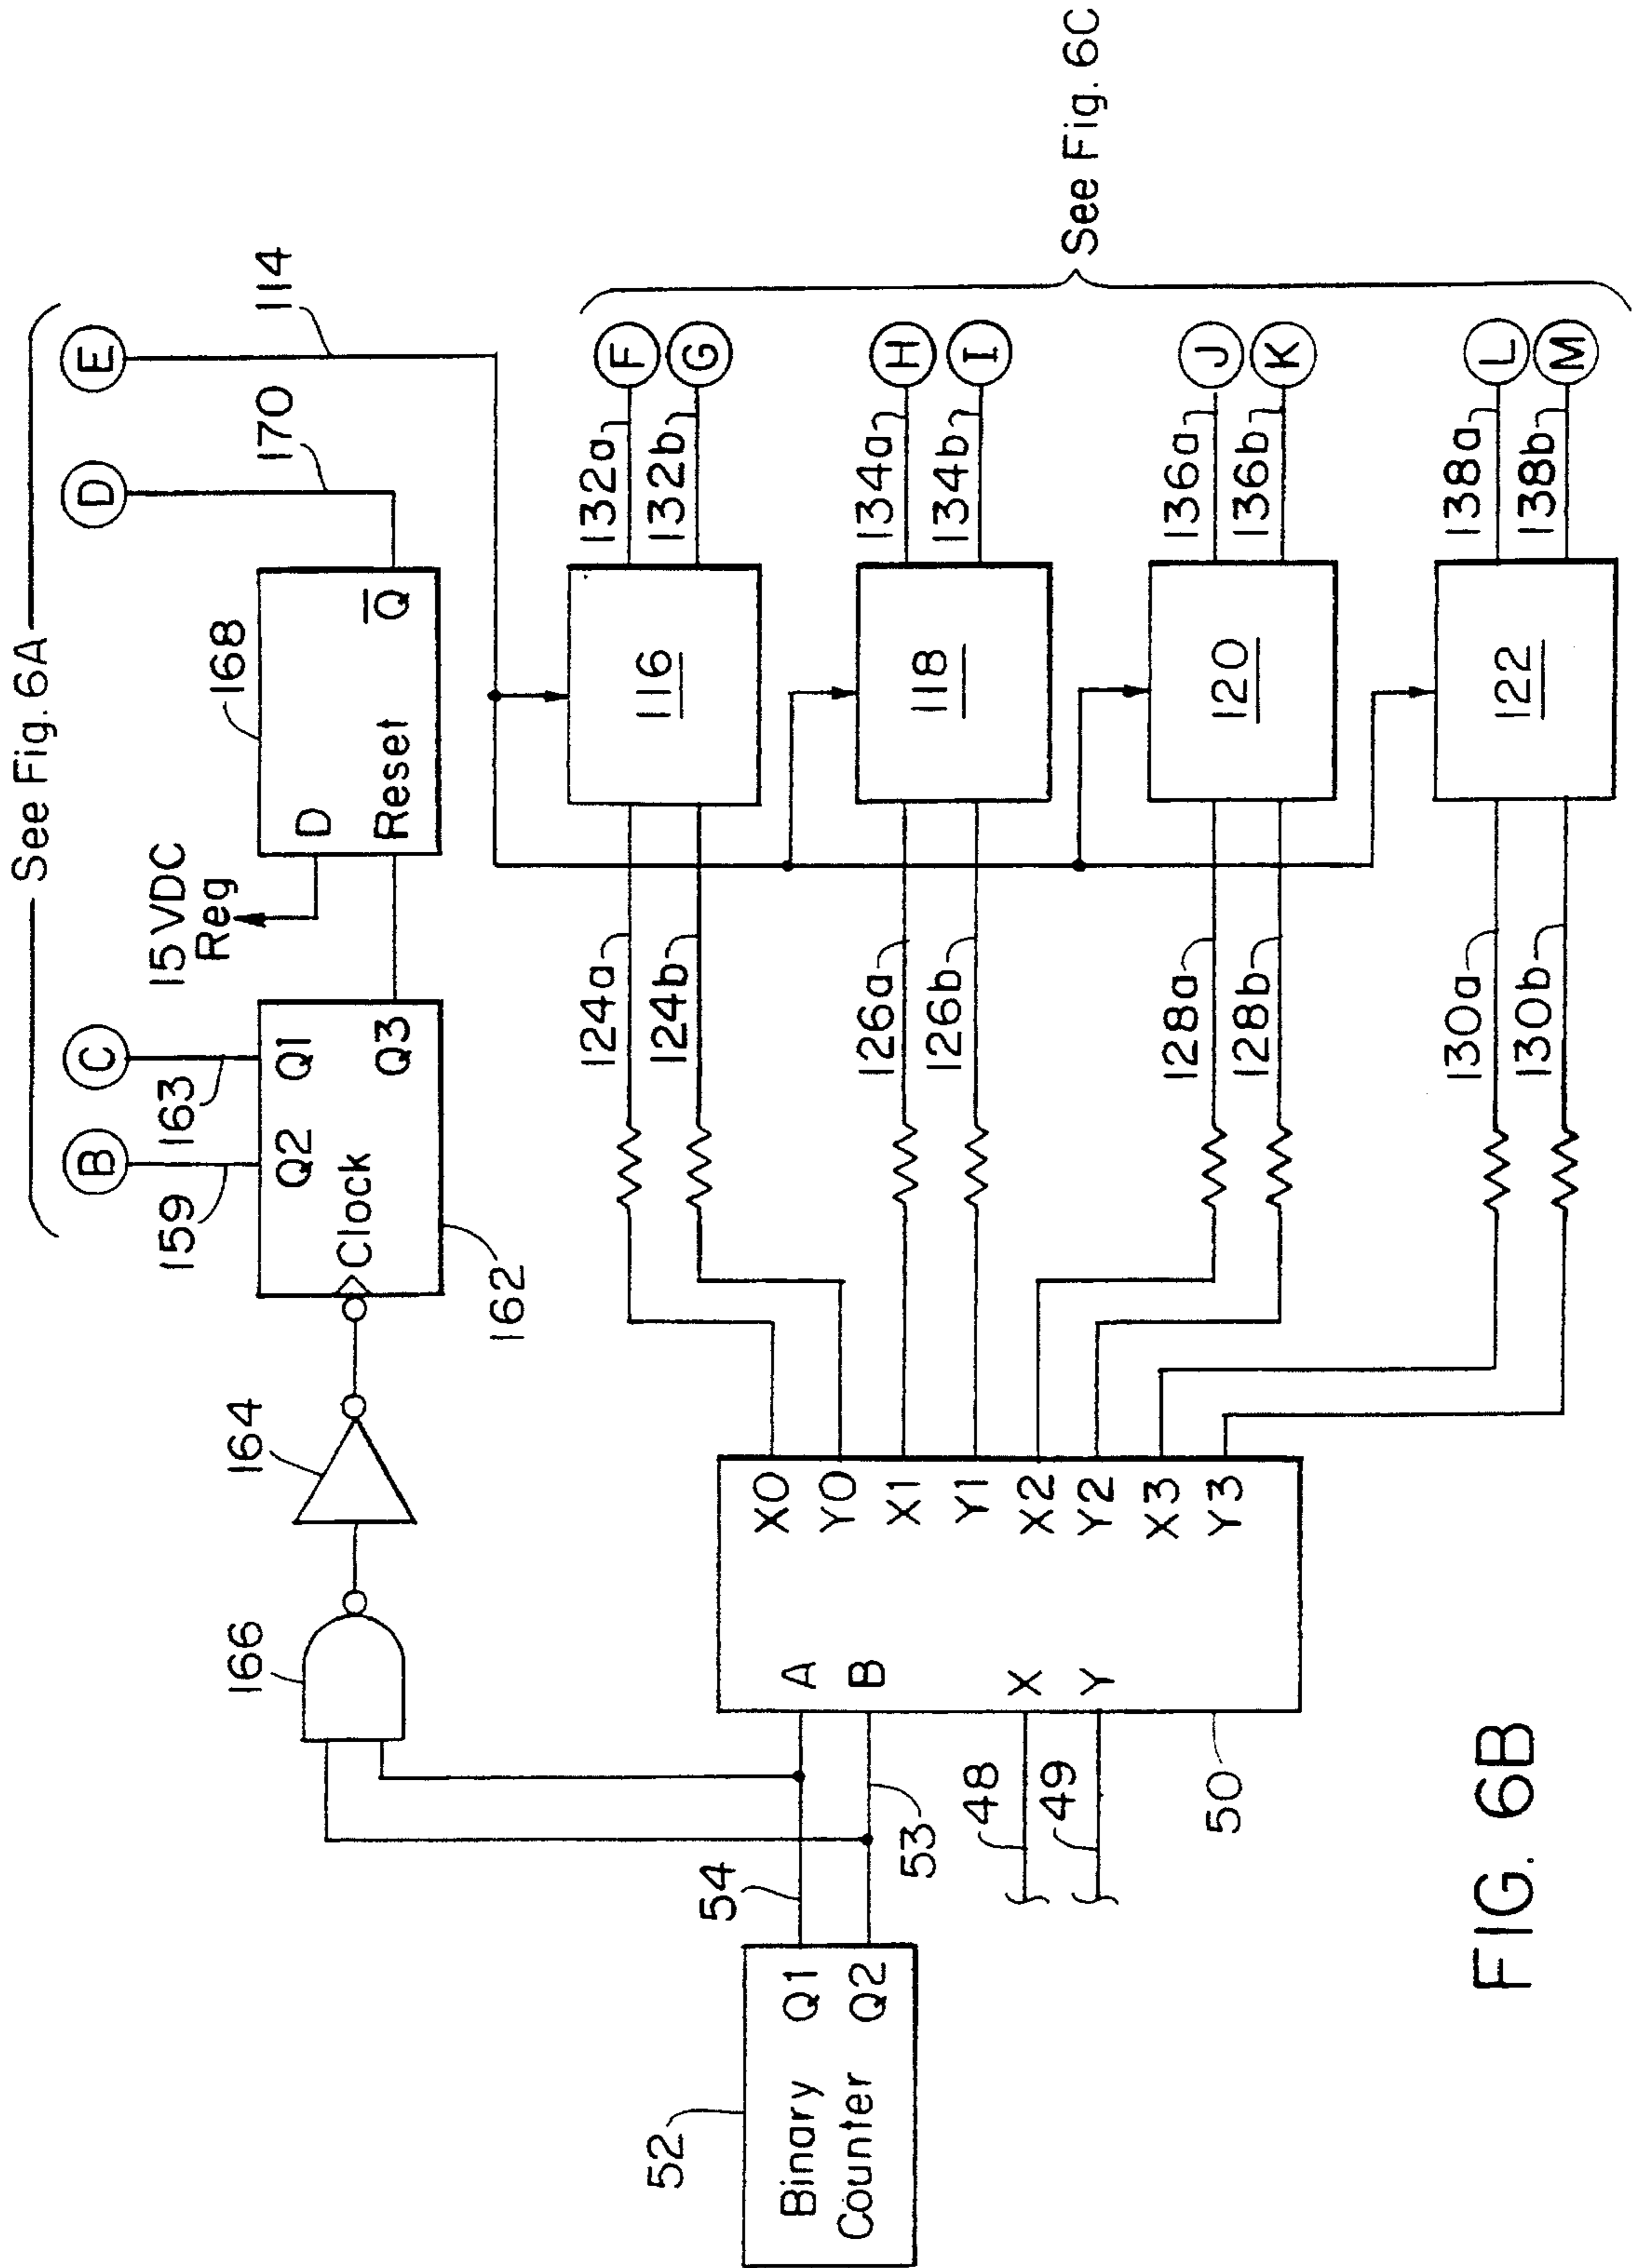 See Fig. 6A
B
C
D
E
159
163
170
114
15 VDC
Reg
168
Q2
Q1
Clock
Q3
D
Reset
Q̅
162
164
166
F
G
H
I
J
K
L
M
See Fig. 6C
132a
132b
134a
134b
136a
136b
138a
138b
116
118
120
122
124a
124b
126a
126b
128a
128b
130a
130b
X0
Y0
X1
Y1
X2
Y2
X3
Y3
A
B
X
Y
50
48
49
53
54
52
Binary
Counter
Q1
Q2
FIG. 6B